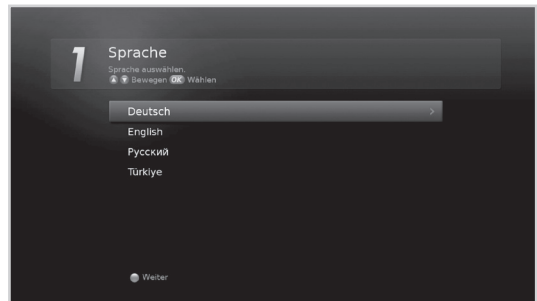 1
Sprache
Sprache auswählen.
Bewegen OK Wählen
Deutsch
English
Русский
Türkiye
Weiter